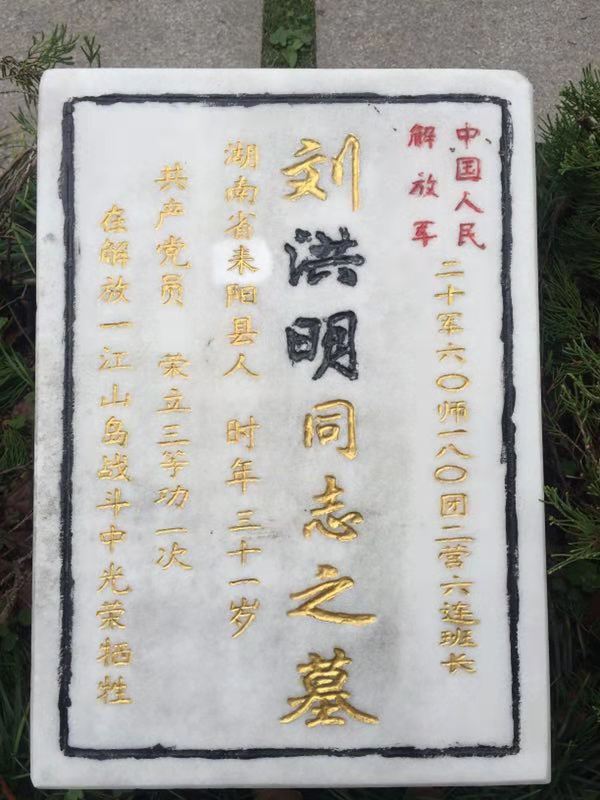 中国人民
解放军
二十军六〇师一八〇团二营六连班长
刘洪明同志之墓
湖南省耒阳县人 时年三十一岁
共产党员 荣立三等功一次
在解放一江山岛战斗中光荣牺牲